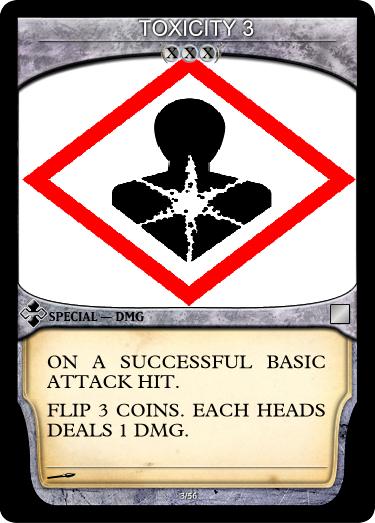 TOXICITY 3
X X X
SPECIAL — DMG
ON A SUCCESSFUL BASIC
ATTACK HIT.
FLIP 3 COINS. EACH HEADS
DEALS 1 DMG.
3/56